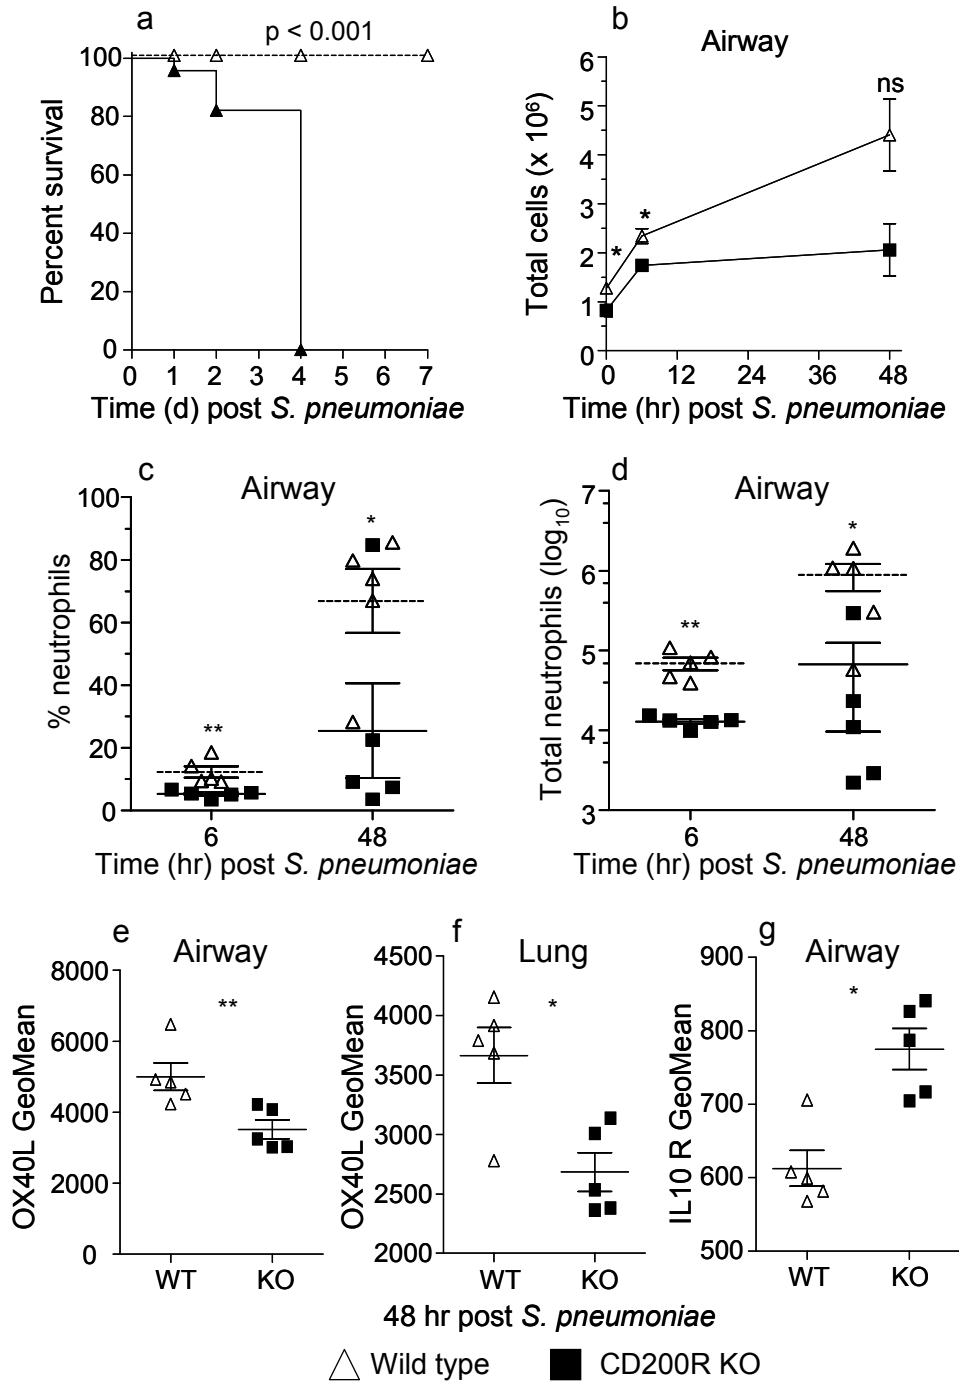 a
p < 0.001
100
80
60
40
20
0
Percent survival
0 1 2 3 4 5 6 7
Time (d) post S. pneumoniae
b
Airway
6
5
4
3
2
1
0
Total cells (x 10⁶)
*
*
ns
0 12 24 36 48
Time (hr) post S. pneumoniae
c
Airway
100
80
60
40
20
0
% neutrophils
**
*
6 48
Time (hr) post S. pneumoniae
d
Airway
7
6
5
4
3
Total neutrophils (log₁₀)
**
*
6 48
Time (hr) post S. pneumoniae
e
Airway
8000
6000
4000
2000
0
OX40L GeoMean
**
WT KO
f
Lung
4500
4000
3500
3000
2500
2000
OX40L GeoMean
*
WT KO
g
Airway
900
800
700
600
500
IL10 R GeoMean
*
WT KO
48 hr post S. pneumoniae
Wild type
CD200R KO